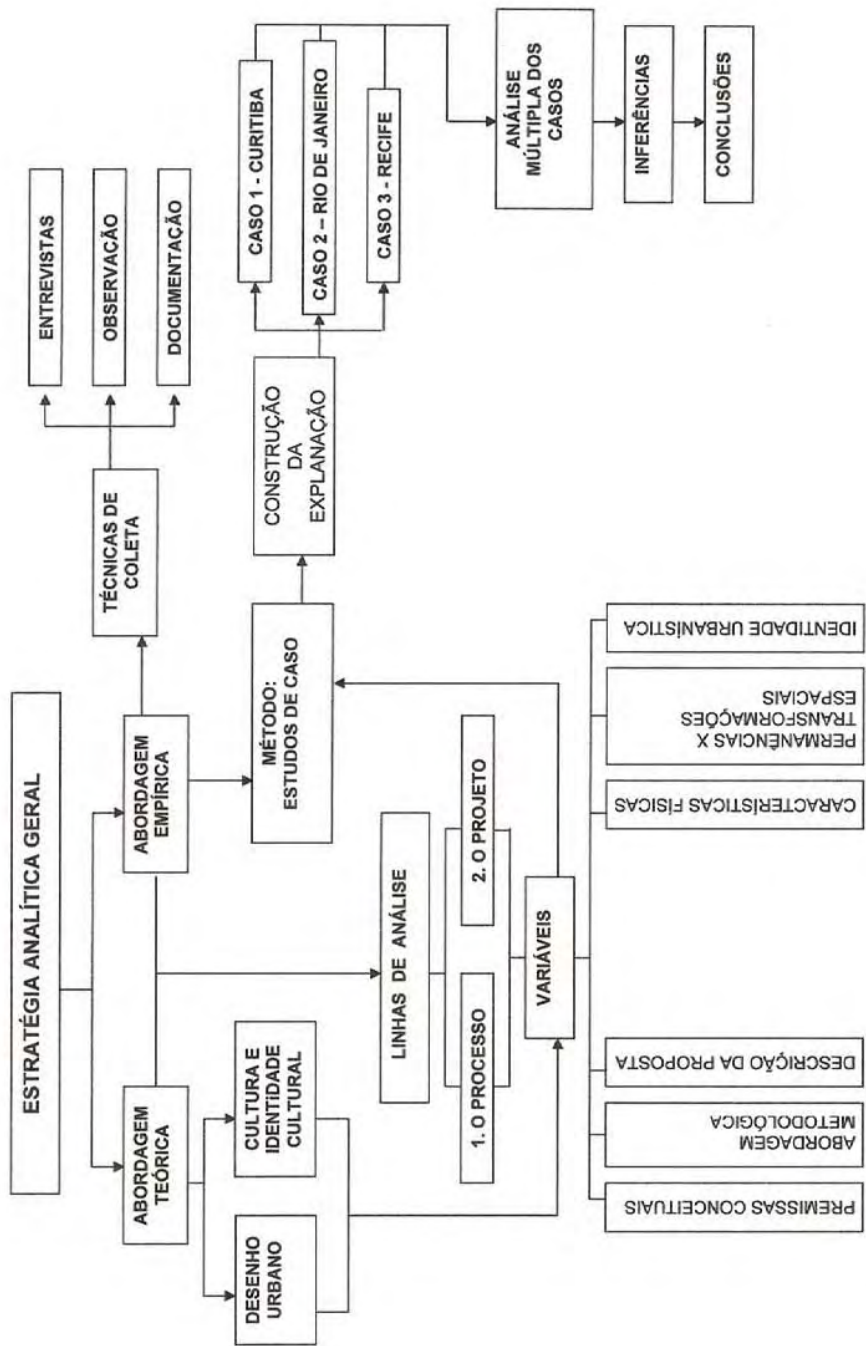 ESTRATÉGIA ANALÍTICA GERAL
ABORDAGEM
TEÓRICA
ABORDAGEM
EMPÍRICA
DESENHO
URBANO
CULTURA E
IDENTIDADE
CULTURAL
TÉCNICAS DE
COLETA
ENTREVISTAS
OBSERVAÇÃO
DOCUMENTAÇÃO
LINHAS DE ANÁLISE
1. O PROCESSO
2. O PROJETO
VARIÁVEIS
MÉTODO:
ESTUDOS DE CASO
CONSTRUÇÃO
DA
EXPLANAÇÃO
CASO 1 - CURITIBA
CASO 2 – RIO DE JANEIRO
CASO 3 - RECIFE
ANÁLISE
MÚLTIPLA DOS
CASOS
INFERÊNCIAS
CONCLUSÕES
PREMISSAS CONCEITUAIS
ABORDAGEM
METODOLÓGICA
DESCRIÇÃO DA PROPOSTA
CARACTERÍSTICAS FÍSICAS
PERMANÊNCIAS X
TRANSFORMAÇÕES
ESPACIAIS
IDENTIDADE URBANÍSTICA